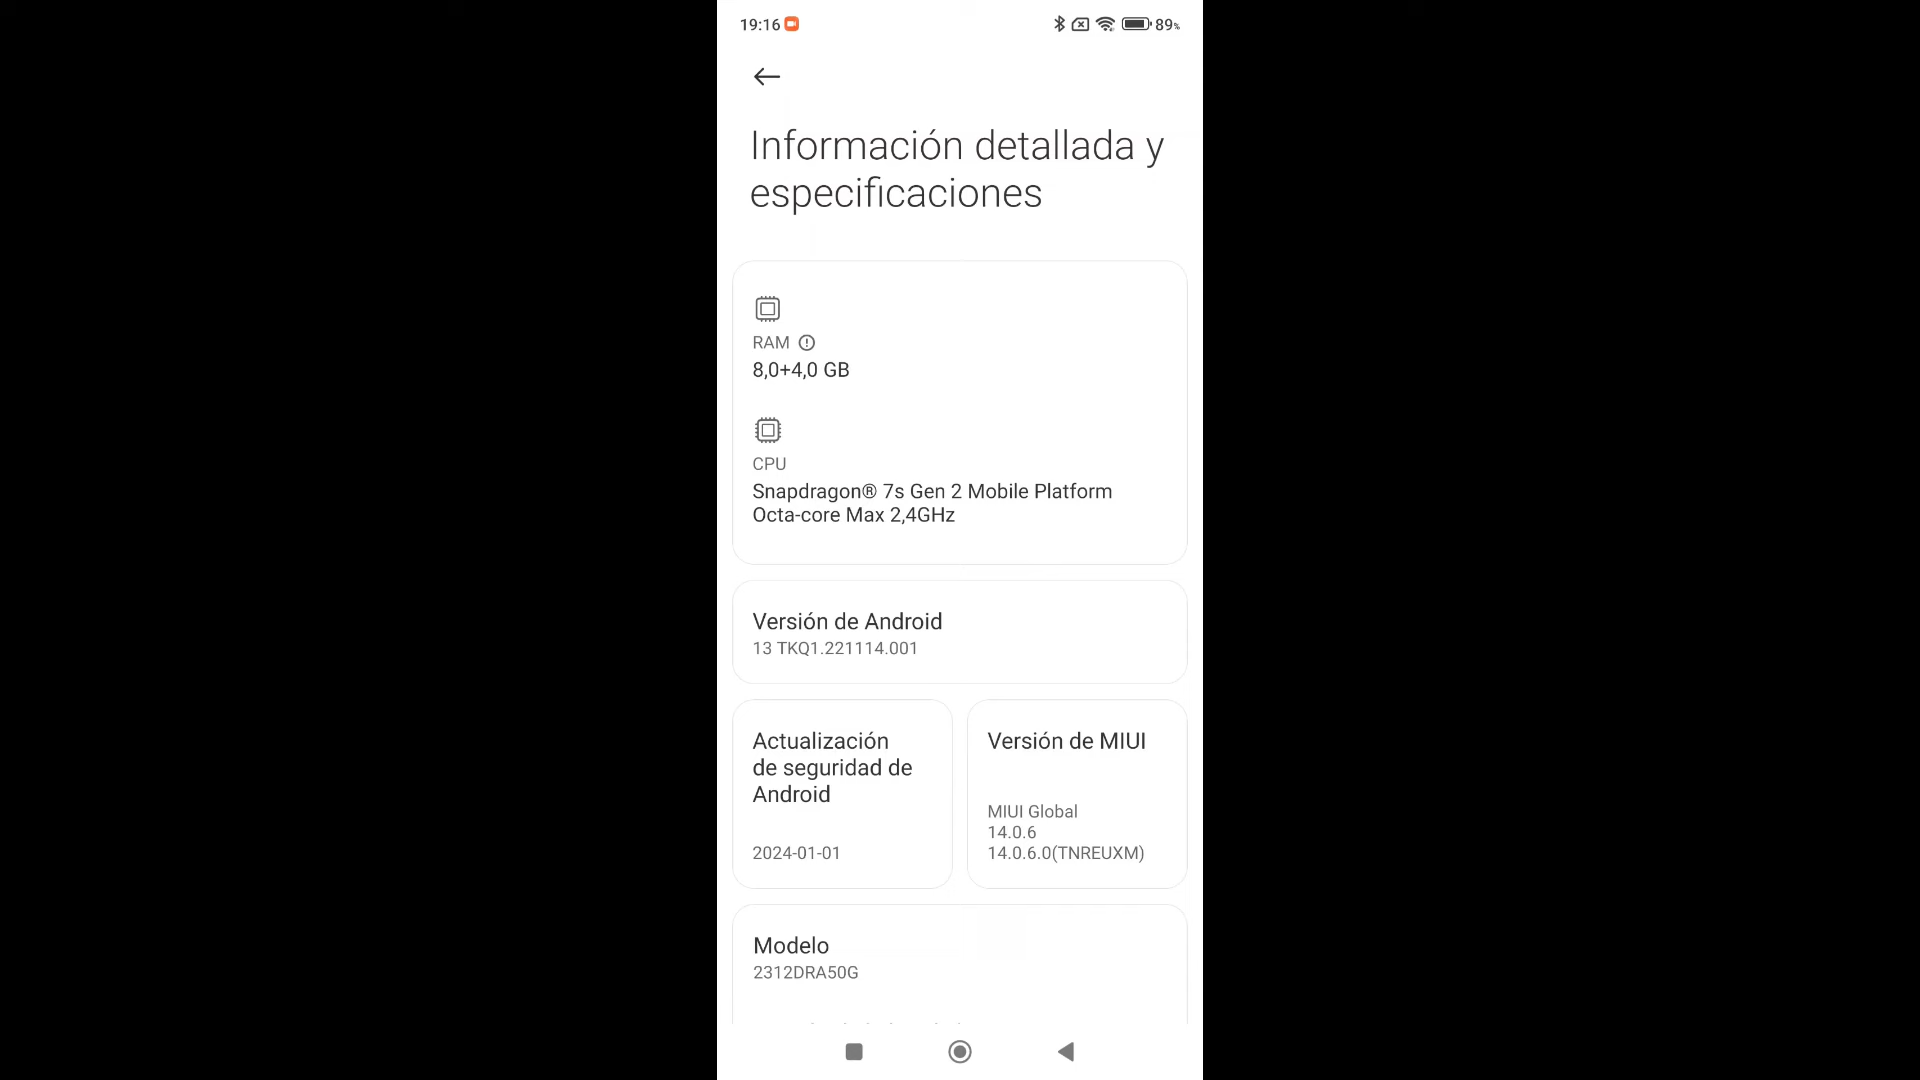 19:16 89%
Información detallada y
especificaciones
RAM
8,0+4,0 GB
CPU
Snapdragon® 7s Gen 2 Mobile Platform
Octa-core Max 2,4GHz
Versión de Android
13 TKQ1.221114.001
Actualización
de seguridad de
Android
2024-01-01
Versión de MIUI
MIUI Global
14.0.6
14.0.6.0(TNREUXM)
Modelo
2312DRA50G